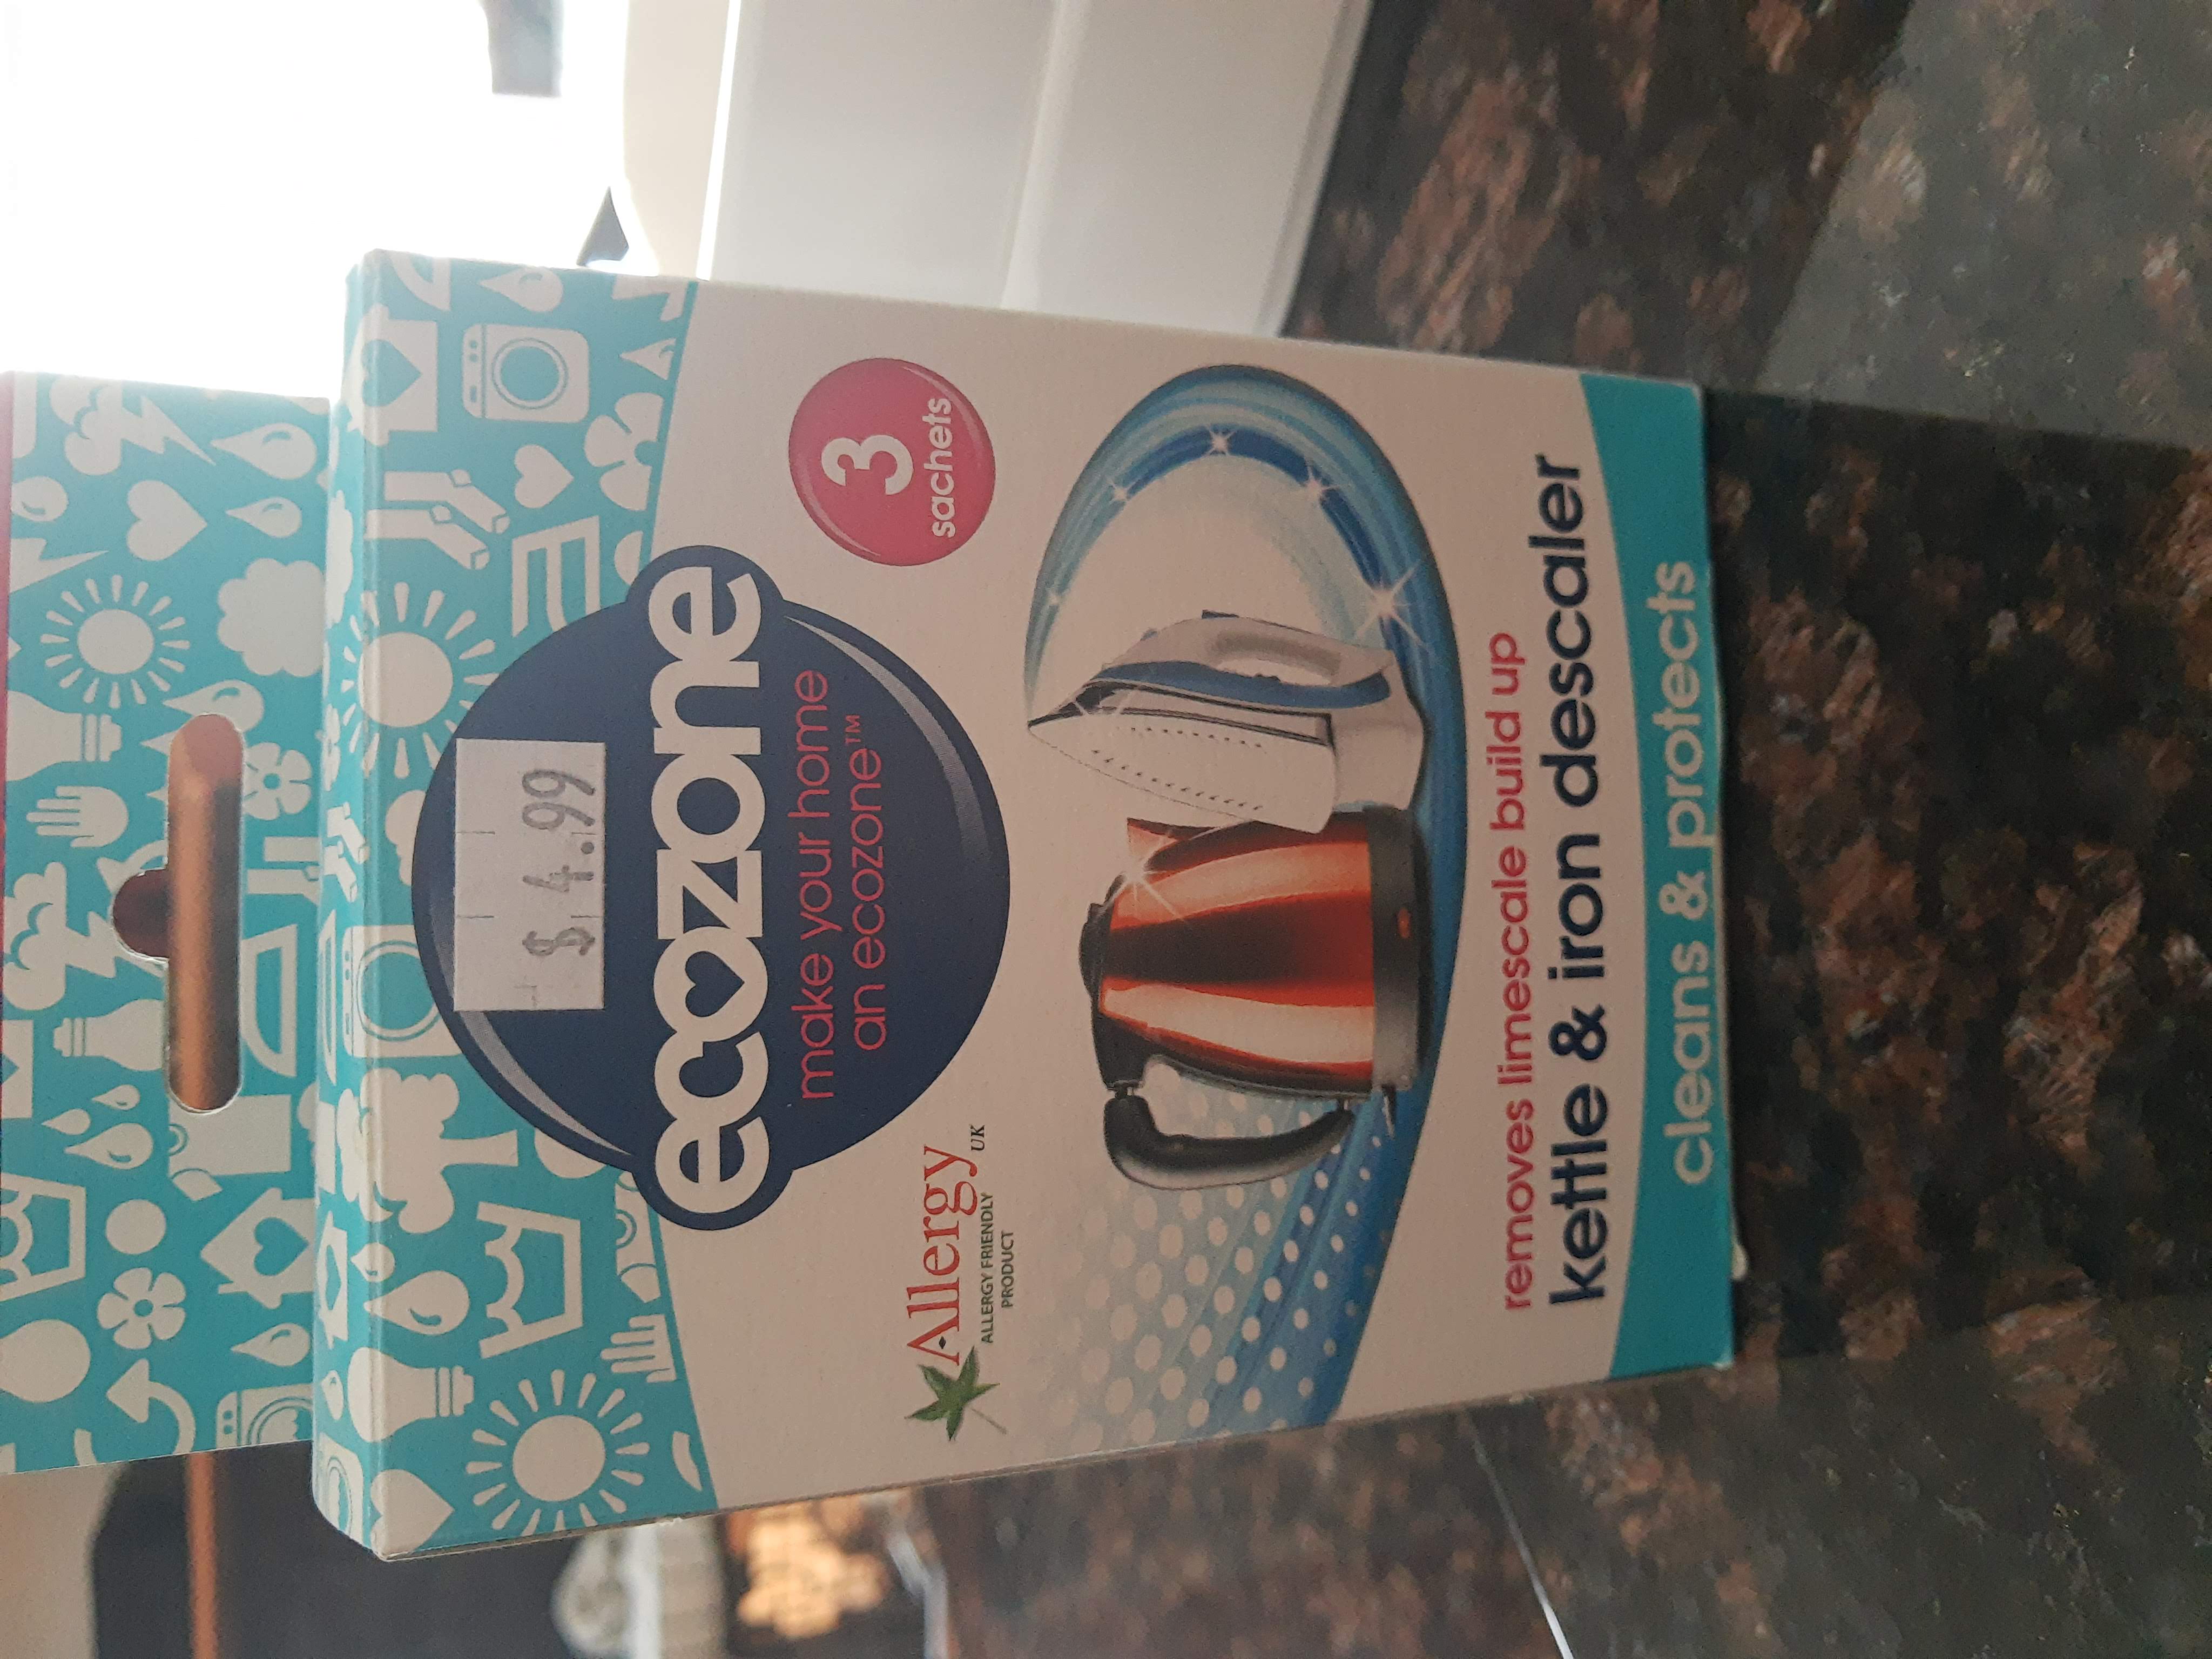 $ 4.99
ecozone
make your home
an ecozone™
3
sachets
Allergy
UK
ALLERGY FRIENDLY
PRODUCT
removes limescale build up
kettle & iron descaler
cleans & protects